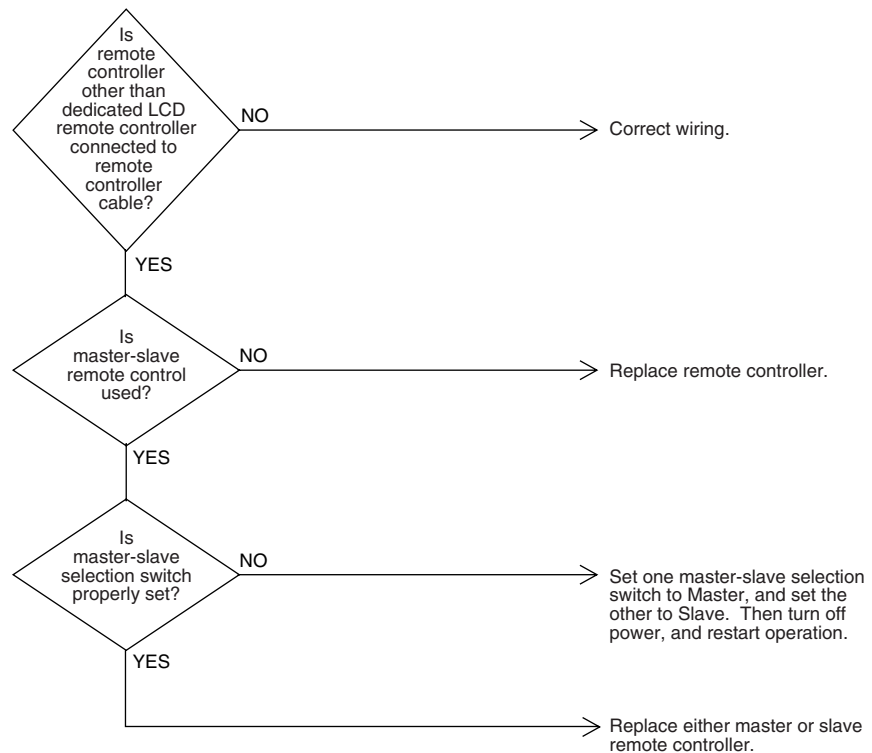 Is
remote
controller
other than
dedicated LCD
remote controller
connected to
remote
controller
cable?
NO
Correct wiring.
YES
Is
master-slave
remote control
used?
NO
Replace remote controller.
YES
Is
master-slave
selection switch
properly set?
NO
Set one master-slave selection
switch to Master, and set the
other to Slave. Then turn off
power, and restart operation.
YES
Replace either master or slave
remote controller.